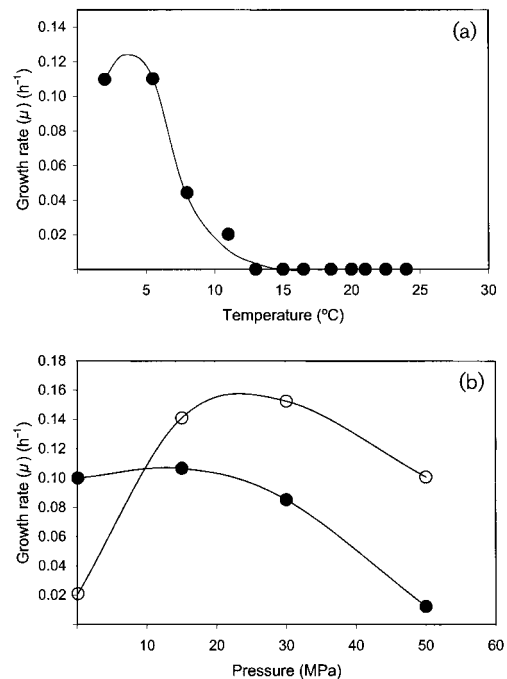 (a)
Growth rate (μ) (h⁻¹)
0.14
0.12
0.10
0.08
0.06
0.04
0.02
5 10 15 20 25 30
Temperature (ºC)
(b)
Growth rate (μ) (h⁻¹)
0.18
0.16
0.14
0.12
0.10
0.08
0.06
0.04
0.02
10 20 30 40 50 60
Pressure (MPa)